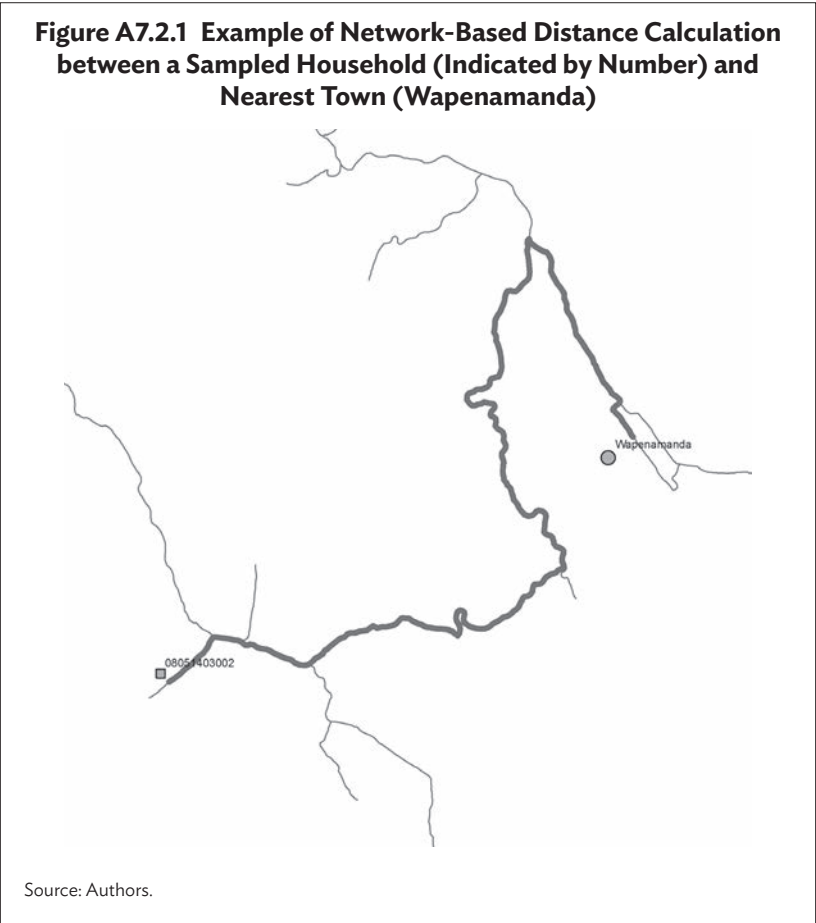 Figure A7.2.1 Example of Network-Based Distance Calculation
between a Sampled Household (Indicated by Number) and
Nearest Town (Wapenamanda)
Wapenamanda
08051403002
Source: Authors.